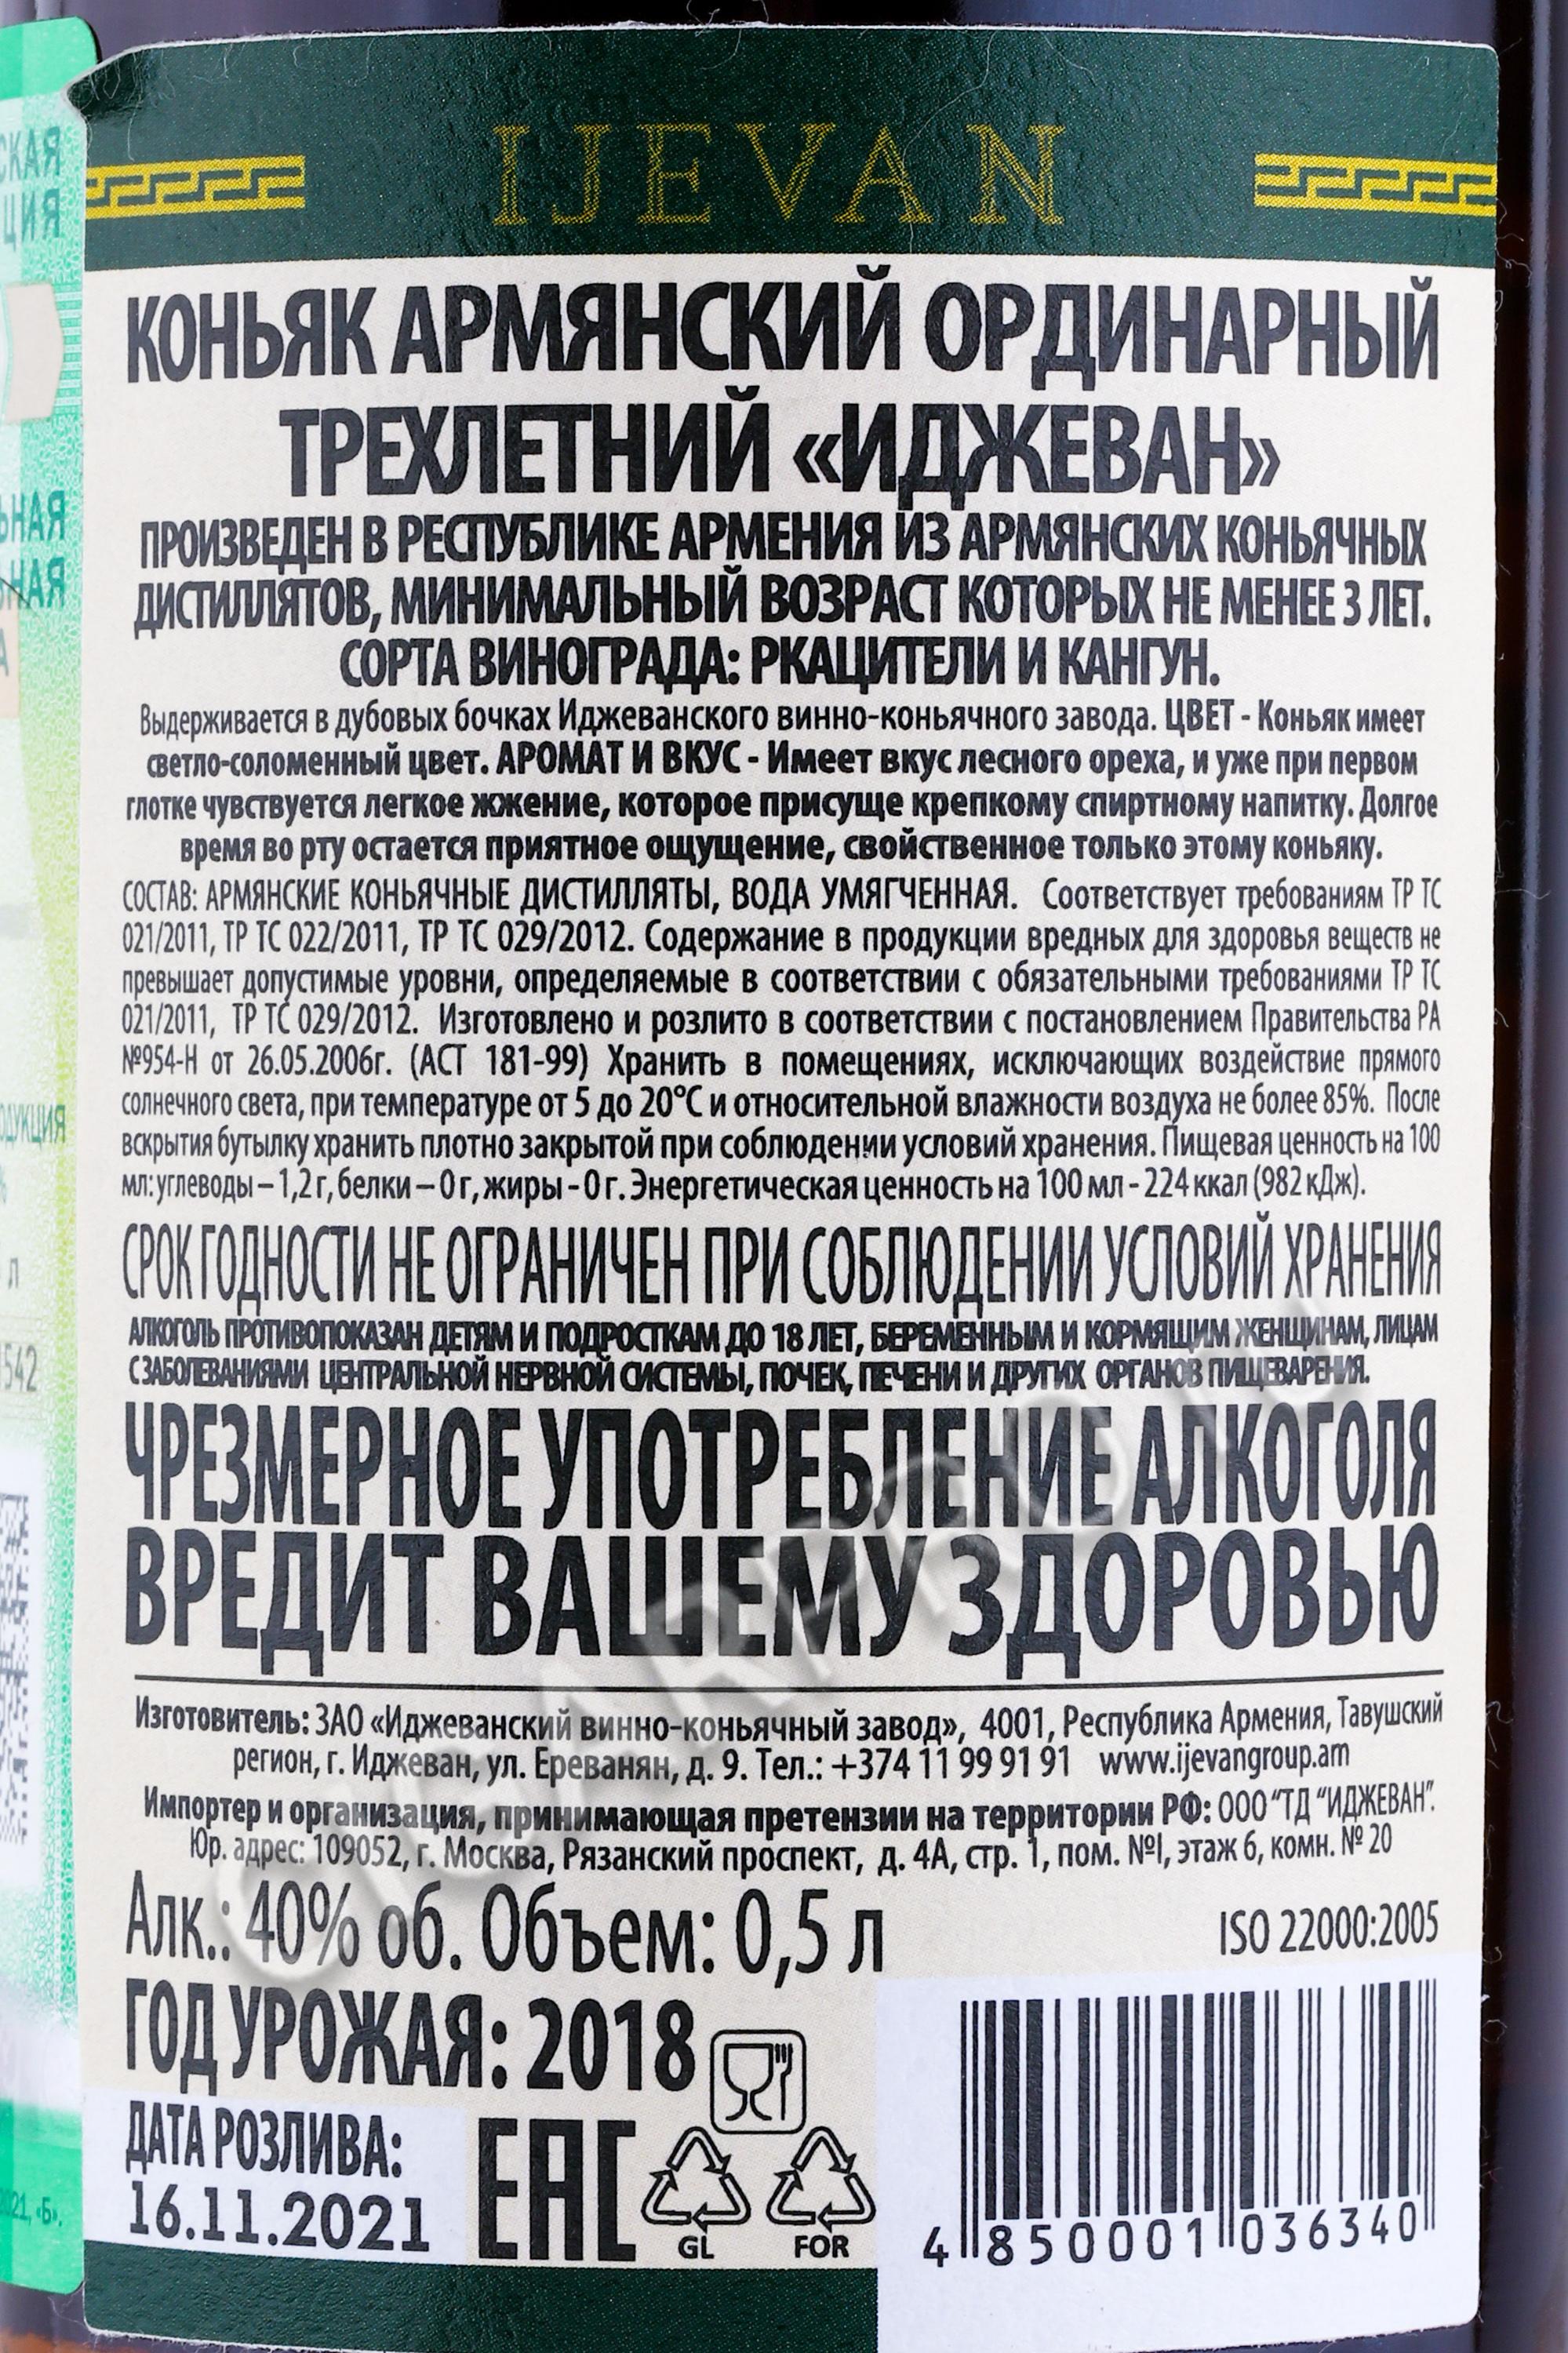 IJEVAN
КОНЬЯК АРМЯНСКИЙ ОРДИНАРНЫЙ
ТРЕХЛЕТНИЙ «ИДЖЕВАН»
ПРОИЗВЕДЕН В РЕСПУБЛИКЕ АРМЕНИЯ ИЗ АРМЯНСКИХ КОНЬЯЧНЫХ
ДИСТИЛЛЯТОВ, МИНИМАЛЬНЫЙ ВОЗРАСТ КОТОРЫХ НЕ МЕНЕЕ 3 ЛЕТ.
СОРТА ВИНОГРАДА: РКАЦИТЕЛИ И КАНГУН.
Выдерживается в дубовых бочках Иджеванского винно-коньячного завода. ЦВЕТ - Коньяк имеет
светло-соломенный цвет. АРОМАТ И ВКУС - Имеет вкус лесного ореха, и уже при первом
глотке чувствуется легкое жжение, которое присуще крепкому спиртному напитку. Долгое
время во рту остается приятное ощущение, свойственное только этому коньяку.
СОСТАВ: АРМЯНСКИЕ КОНЬЯЧНЫЕ ДИСТИЛЛЯТЫ, ВОДА УМЯГЧЕННАЯ. Соответствует требованиям ТР ТС
021/2011, ТР ТС 022/2011, ТР ТС 029/2012. Содержание в продукции вредных для здоровья веществ не
превышает допустимые уровни, определяемые в соответствии с обязательными требованиями ТР ТС
021/2011, ТР ТС 029/2012. Изготовлено и розлито в соответствии с постановлением Правительства РА
№954-Н от 26.05.2006г. (АСТ 181-99) Хранить в помещениях, исключающих воздействие прямого
солнечного света, при температуре от 5 до 20°С и относительной влажности воздуха не более 85%. После
вскрытия бутылку хранить плотно закрытой при соблюдении условий хранения. Пищевая ценность на 100
мл: углеводы – 1,2 г, белки – 0 г, жиры - 0 г. Энергетическая ценность на 100 мл - 224 ккал (982 кДж).
СРОК ГОДНОСТИ НЕ ОГРАНИЧЕН ПРИ СОБЛЮДЕНИИ УСЛОВИЙ ХРАНЕНИЯ
АЛКОГОЛЬ ПРОТИВОПОКАЗАН ДЕТЯМ И ПОДРОСТКАМ ДО 18 ЛЕТ, БЕРЕМЕННЫМ И КОРМЯЩИМ ЖЕНЩИНАМ, ЛИЦАМ
С ЗАБОЛЕВАНИЯМИ ЦЕНТРАЛЬНОЙ НЕРВНОЙ СИСТЕМЫ, ПОЧЕК, ПЕЧЕНИ И ДРУГИХ ОРГАНОВ ПИЩЕВАРЕНИЯ.
ЧРЕЗМЕРНОЕ УПОТРЕБЛЕНИЕ АЛКОГОЛЯ
ВРЕДИТ ВАШЕМУ ЗДОРОВЬЮ
Изготовитель: ЗАО «Иджеванский винно-коньячный завод», 4001, Республика Армения, Тавушский
регион, г. Иджеван, ул. Ереванян, д. 9. Тел.: +374 11 99 91 91 www.ijevangroup.am
Импортер и организация, принимающая претензии на территории РФ: ООО "ТД "ИДЖЕВАН".
Юр. адрес: 109052, г. Москва, Рязанский проспект, д. 4А, стр. 1, пом. №I, этаж 6, комн. № 20
Алк.: 40% об. Объем: 0,5 л
ISO 22000:2005
ГОД УРОЖАЯ: 2018
ДАТА РОЗЛИВА:
16.11.2021
EAC
GL
FOR
4 850001 036340